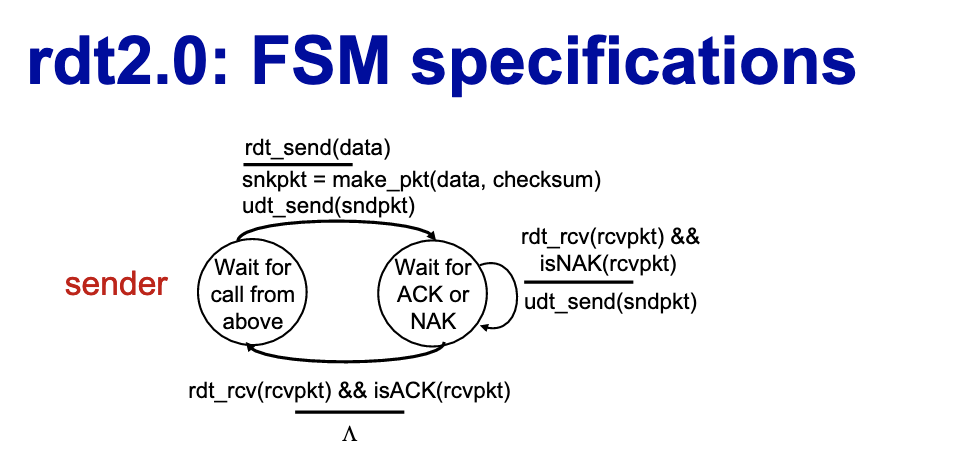 rdt2.0: FSM specifications
rdt_send(data)
snkpkt = make_pkt(data, checksum)
udt_send(sndpkt)
rdt_rcv(rcvpkt) &&
isNAK(rcvpkt)
udt_send(sndpkt)
sender
Wait for
call from
above
Wait for
ACK or
NAK
rdt_rcv(rcvpkt) && isACK(rcvpkt)
Λ